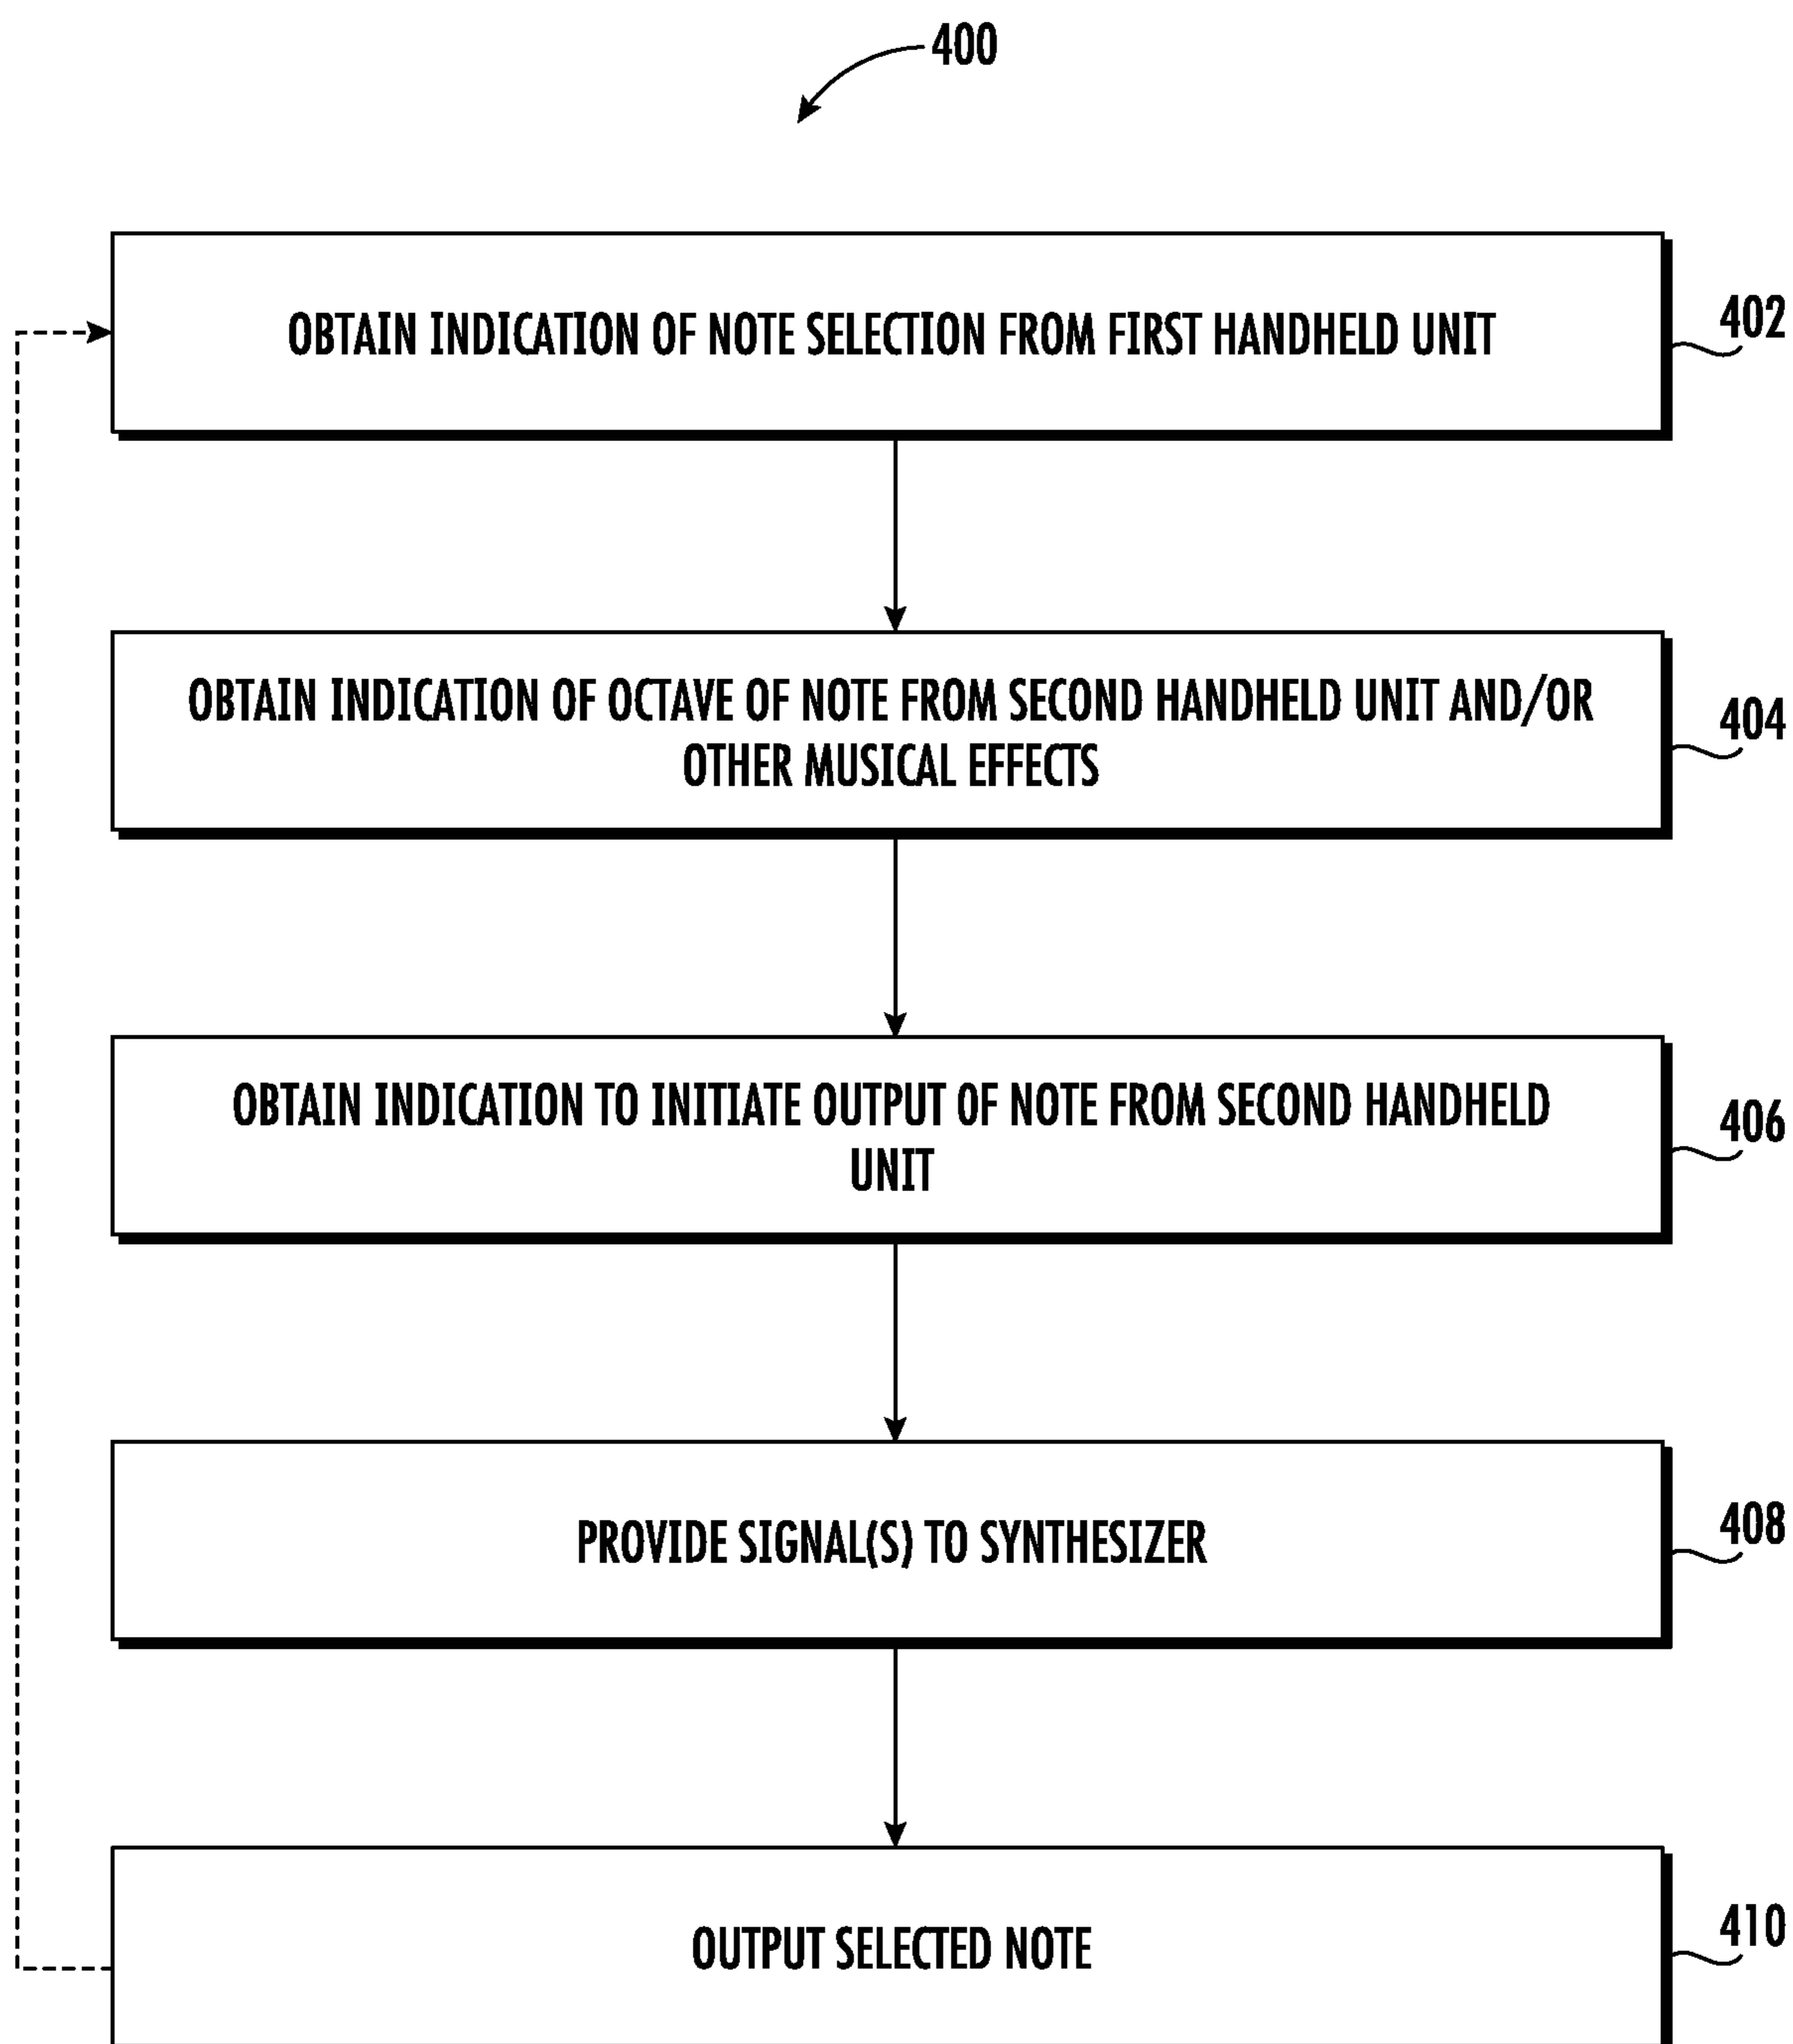 400
OBTAIN INDICATION OF NOTE SELECTION FROM FIRST HANDHELD UNIT
402
OBTAIN INDICATION OF OCTAVE OF NOTE FROM SECOND HANDHELD UNIT AND/OR
OTHER MUSICAL EFFECTS
404
OBTAIN INDICATION TO INITIATE OUTPUT OF NOTE FROM SECOND HANDHELD
UNIT
406
PROVIDE SIGNAL(S) TO SYNTHESIZER
408
OUTPUT SELECTED NOTE
410